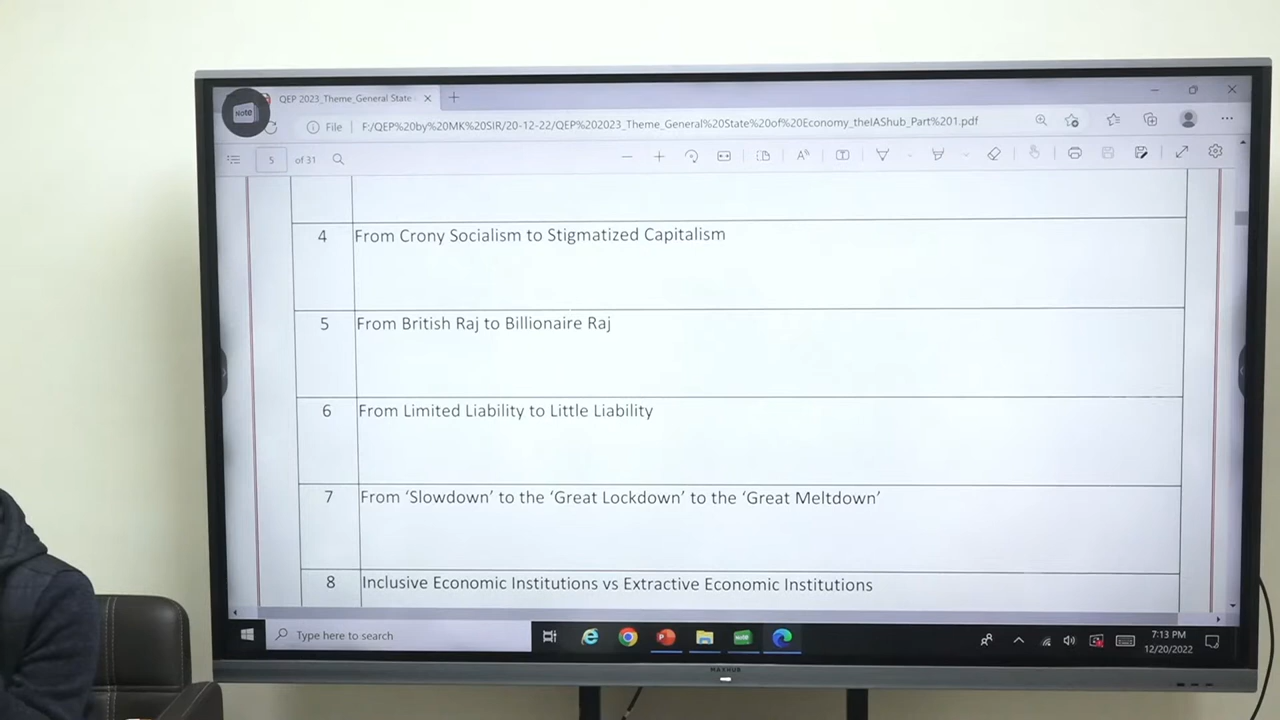 QEP 2023_Theme_General State
Note
File F:/QEP%20by%20MK%20SIR/20-12-22/QEP%202023_Theme_General%20State%20of%20Economy_theIAShub_Part%201.pdf
5 of 31
4 From Crony Socialism to Stigmatized Capitalism
5 From British Raj to Billionaire Raj
6 From Limited Liability to Little Liability
7 From ‘Slowdown’ to the ‘Great Lockdown’ to the ‘Great Meltdown’
8 Inclusive Economic Institutions vs Extractive Economic Institutions
Type here to search
7:13 PM
12/20/2022
MAXHUB